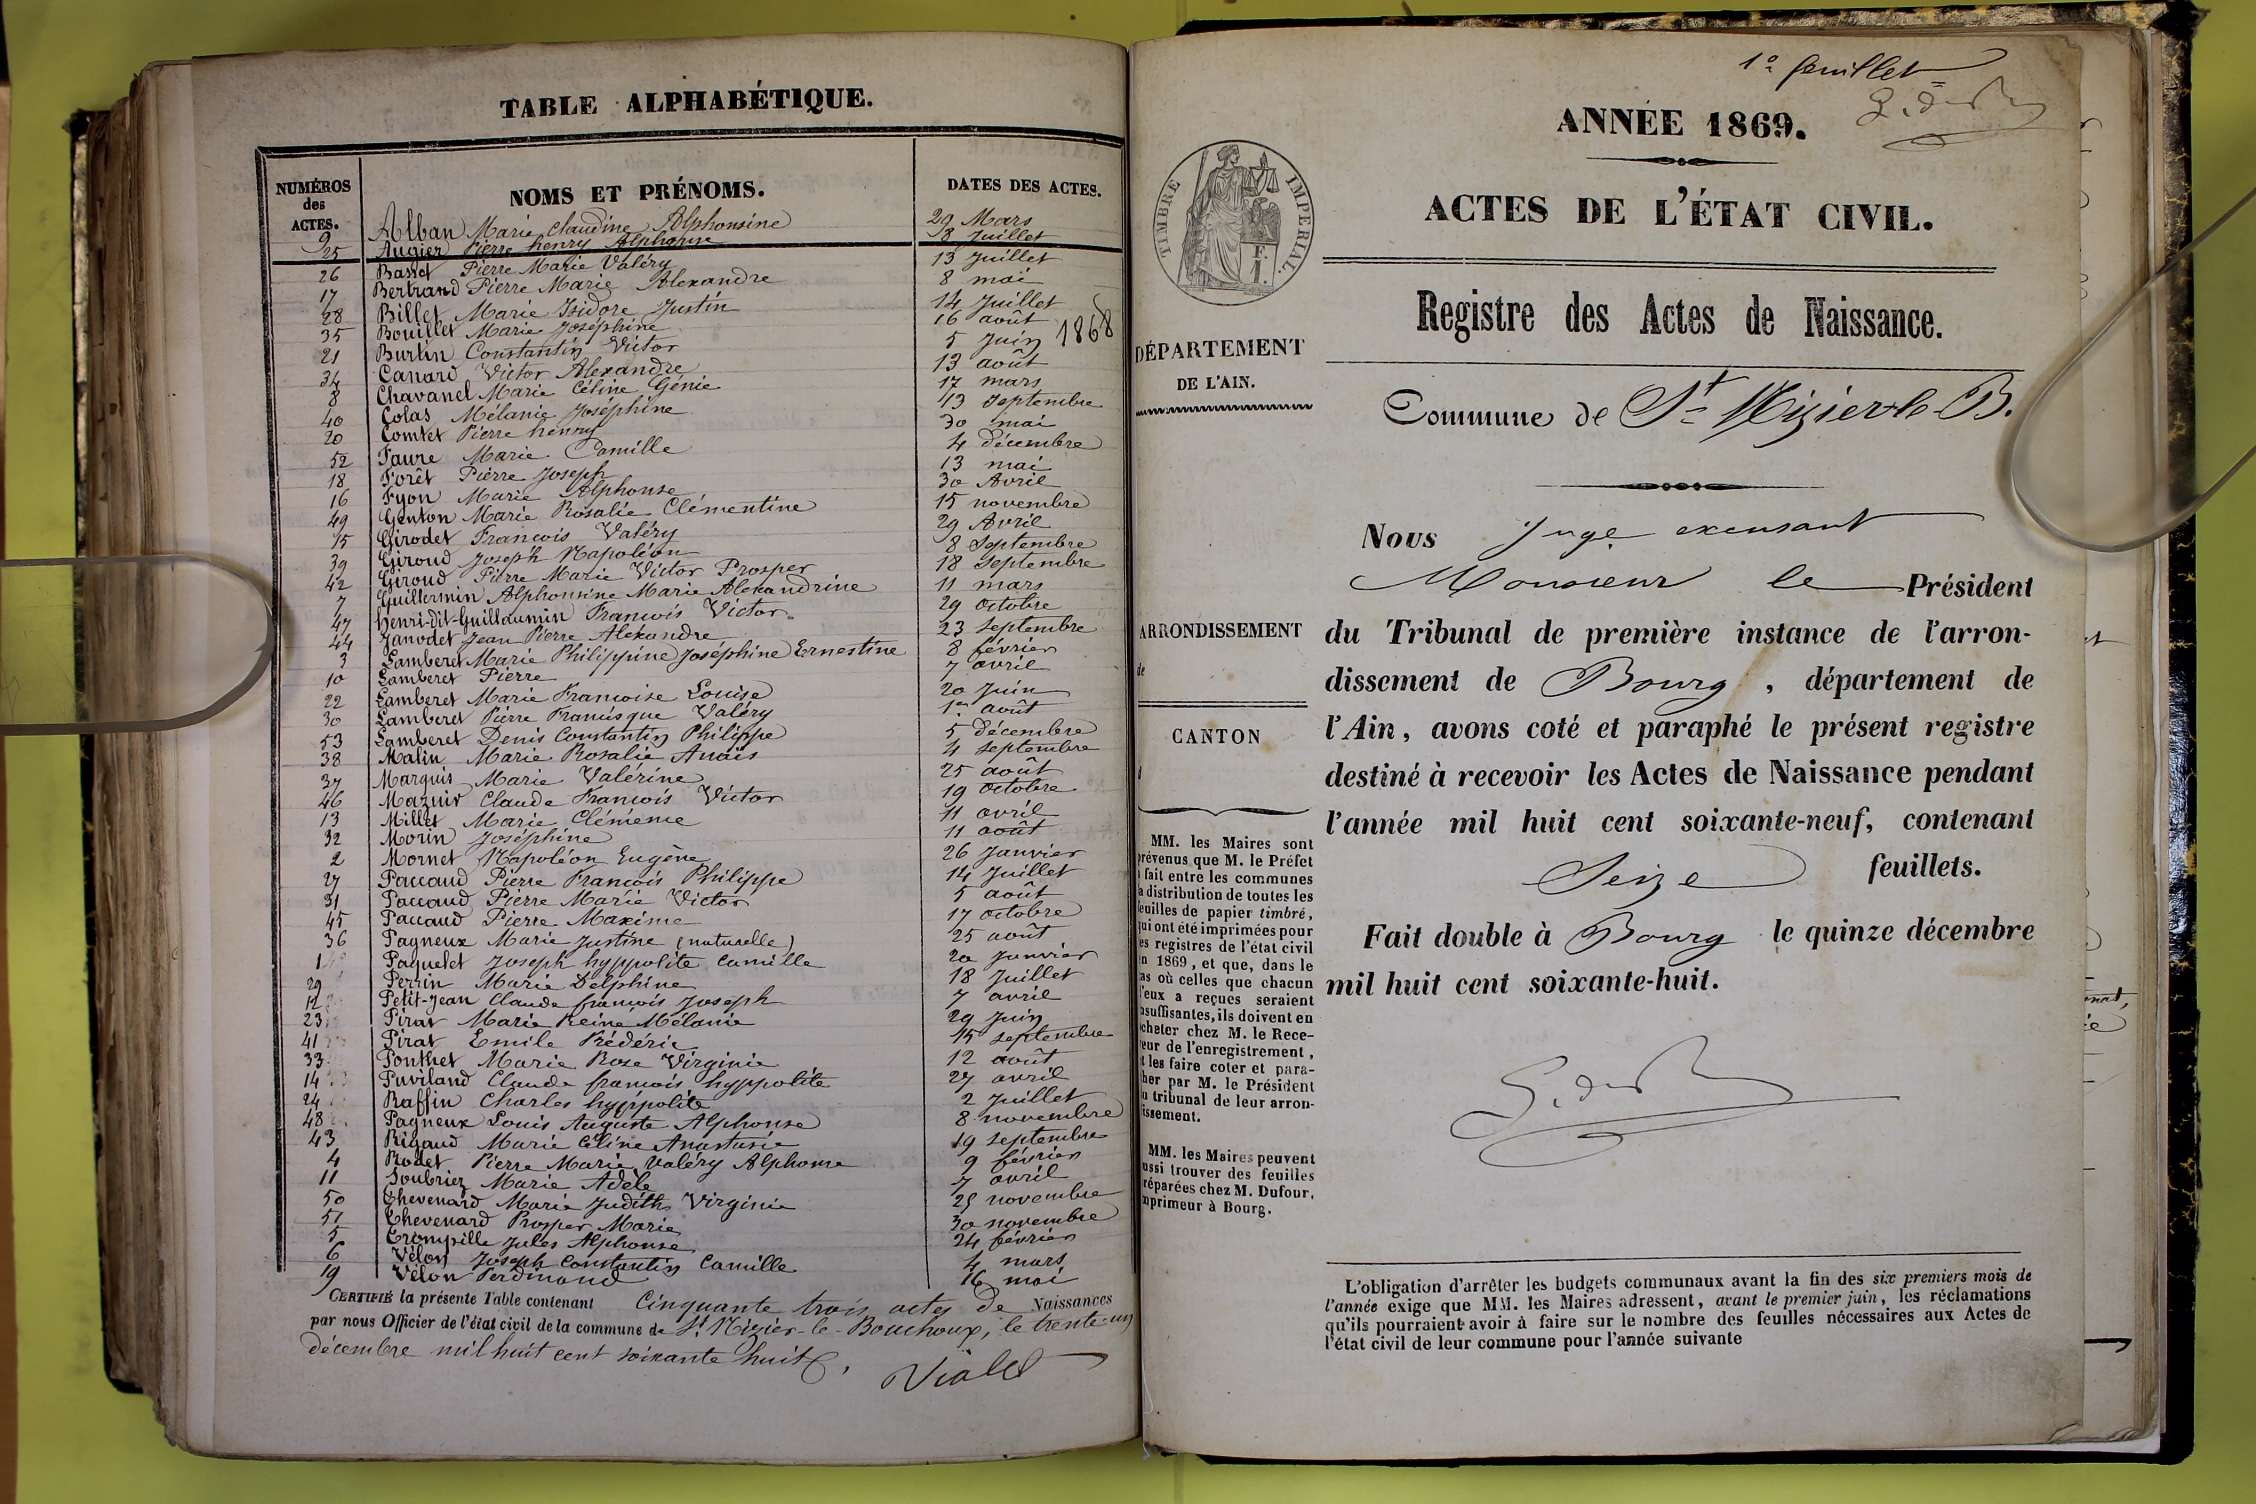 TABLE ALPHABÉTIQUE.
NUMÉROS des ACTES. NOMS ET PRÉNOMS. DATES DES ACTES.
9 Alban Marie Claudine Alphonsine 29 Mars
25 Augier Pierre henry Alphonse 8 Juillet
26 Basset Pierre Marie Valéry 13 Juillet
17 Bertrand Pierre Marie Alexandre 8 mai
28 Billet Marie Isidore Justin 14 Juillet
35 Bouillet Marie Joséphine 16 août 1868
21 Burtin Constantin Victor 5 Juin
34 Canard Victor Alexandre 13 août
8 Chavanel Marie Céline Génie 17 mars
40 Colas Mélanie Joséphine 13 septembre
20 Comtet Pierre henry 30 mai
52 Faure Marie Camille 4 décembre
18 Forêt Pierre Joseph 13 mai
16 Fyon Marie Alphonse 30 Avril
49 Genton Marie Rosalie Clémentine 15 novembre
15 Girodet François Valéry 29 Avril
39 Giroud Joseph Napoléon 8 Septembre
42 Giroud Pierre Marie Victor Prosper 18 Septembre
7 Guillermin Alphonsine Marie Alexandrine 11 mars
47 henri-dit-Guillaumin François Victor 29 octobre
44 Janodet Jean Pierre Alexandre 23 septembre
3 Lamberet Marie Philippine Joséphine Ernestine 8 février
10 Lamberet Pierre 7 avril
22 Lamberet Marie Françoise Louise 20 Juin
30 Lamberet Pierre Francisque Valéry 1er août
53 Lamberet Denis Constantin Philippe 5 décembre
38 Malin Marie Rosalie Anaïs 4 septembre
37 Marguis Marie Valérine 25 août
46 Mazuir Claude François Victor 19 octobre
13 Millet Marie Clémence 11 avril
32 Morin Joséphine 11 août
2 Mornet Napoléon Eugène 26 Janvier
27 Paccaud Pierre François Philippe 14 Juillet
31 Paccaud Pierre Marie Victor 5 août
45 Paccaud Pierre Maxime 17 octobre
36 Pagneux Marie Justine (naturelle) 25 août
1 Paquelet Joseph hyppolite Camille 20 janvier
29 Perrin Marie Delphine 18 Juillet
12 Petit-Jean Claude françois Joseph 7 avril
23 Pirat Marie Reine Mélanie 29 Juin
41 Pirat Emile Frédéric 15 septembre
33 Ponthet Marie Rose Virginie 12 août
14 Puviland Claude françois hyppolite 27 avril
24 Raffin Charles hyppolite 2 Juillet
48 Pagneux Louis Auguste Alphonse 8 novembre
43 Rigaud Marie Céline Anastasie 19 septembre
4 Rodet Pierre Marie Valéry Alphonse 9 février
11 Soubriez Marie Adèle 7 avril
50 Thevenard Marie Judith Virginie 25 novembre
51 Thevenard Prosper Marie 30 novembre
5 Trompille Jules Alphonse 24 février
6 Vélon Joseph Constantin Camille 4 mars
19 Vélon Ferdinand 16 mai
CERTIFIÉ la présente Table contenant Cinquante trois actes de Naissances
par nous Officier de l'état civil de la commune de St Nizier-le-Bouchoux, le trente-un
décembre mil huit cent soixante huit.
Viallet
1er feuillet
ANNÉE 1869.
ACTES DE L'ÉTAT CIVIL.
TIMBRE IMPERIAL.
1 F.
Registre des Actes de Naissance.
DÉPARTEMENT
DE L'AIN.
Commune de St Nizier-le-B.
Nous Juge excusant
Monsieur le Président
ARRONDISSEMENT
de
CANTON
d
du Tribunal de première instance de l'arron-
dissement de Bourg, département de
l'Ain, avons coté et paraphé le présent registre
destiné à recevoir les Actes de Naissance pendant
l'année mil huit cent soixante-neuf, contenant
Seize feuillets.
Fait double à Bourg le quinze décembre
mil huit cent soixante-huit.
MM. les Maires sont
prévenus que M. le Préfet
a fait entre les communes
la distribution de toutes les
feuilles de papier timbré,
qui ont été imprimées pour
les registres de l'état civil
en 1869, et que, dans le
cas où celles que chacun
d'eux a reçues seraient
insuffisantes, ils doivent en
acheter chez M. le Rece-
veur de l'enregistrement,
et les faire coter et para-
pher par M. le Président
du tribunal de leur arron-
dissement.
MM. les Maires peuvent
aussi trouver des feuilles
préparées chez M. Dufour,
imprimeur à Bourg.
L'obligation d'arrêter les budgets communaux avant la fin des six premiers mois de
l'année exige que MM. les Maires adressent, avant le premier juin, les réclamations
qu'ils pourraient avoir à faire sur le nombre des feuilles nécessaires aux Actes de
l'état civil de leur commune pour l'année suivante